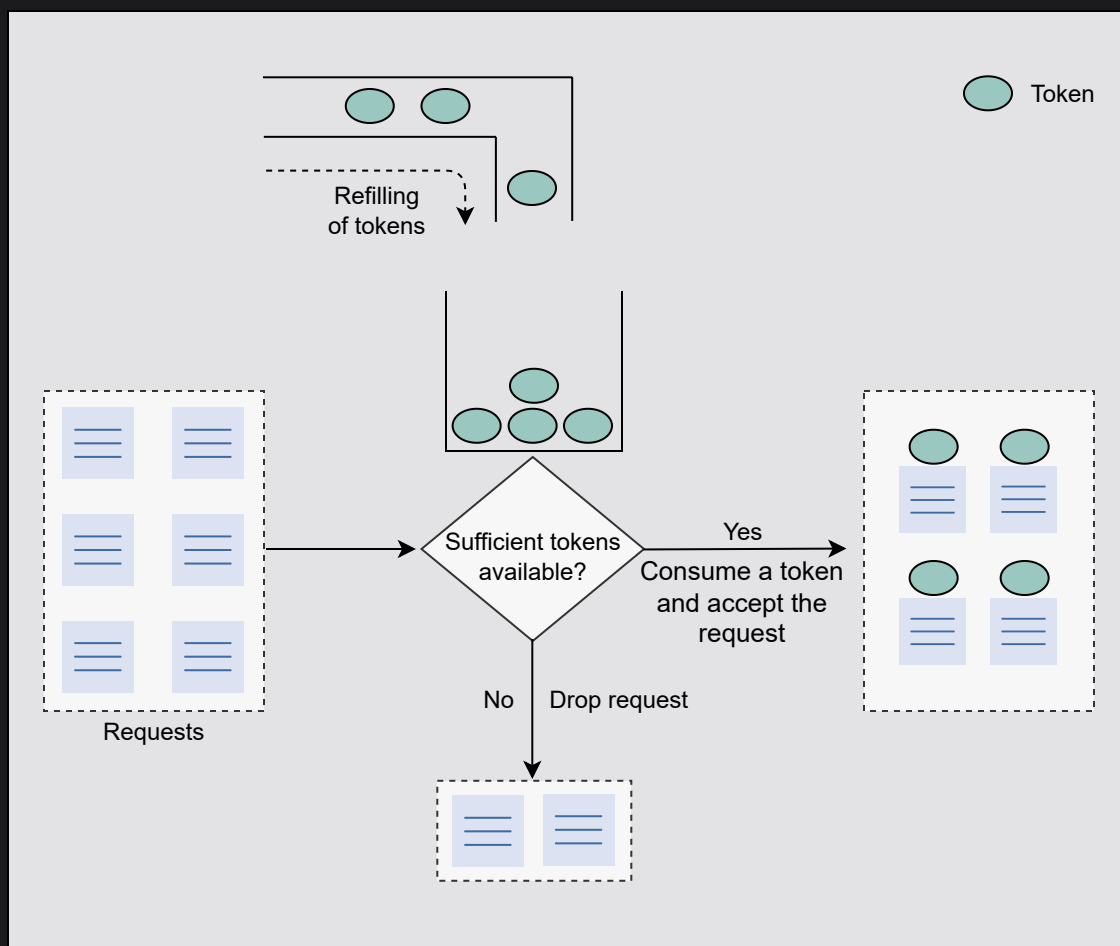 Token
Refilling
of tokens
Sufficient tokens
available?
Yes
Consume a token
and accept the
request
No
Drop request
Requests